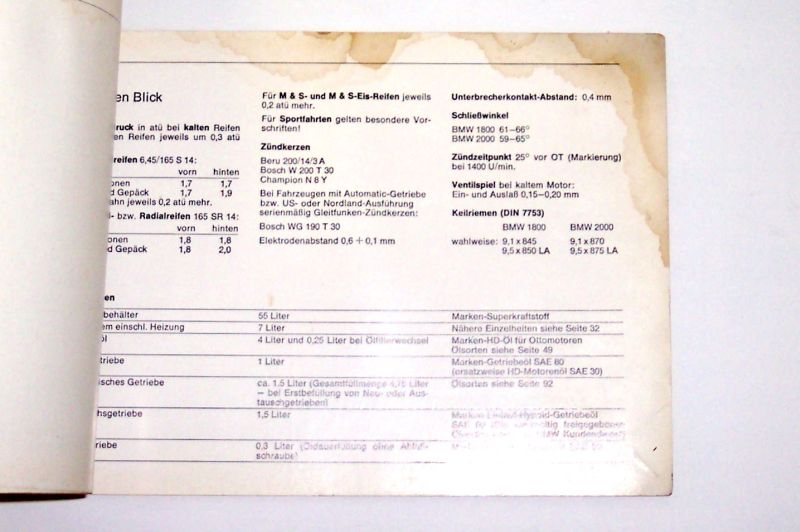 en Blick
ruck in atü bei kalten Reifen
en Reifen jeweils um 0,3 atü
reifen 6,45/165 S 14:
vorn hinten
onen 1,7 1,7
d Gepäck 1,7 1,9
ahn jeweils 0,2 atü mehr.
l- bzw. Radialreifen 165 SR 14:
vorn hinten
onen 1,8 1,8
d Gepäck 1,8 2,0
Für M & S- und M & S-Eis-Reifen jeweils
0,2 atü mehr.
Für Sportfahrten gelten besondere Vor-
schriften!
Zündkerzen
Beru 200/14/3 A
Bosch W 200 T 30
Champion N 8 Y
Bei Fahrzeugen mit Automatic-Getriebe
bzw. US- oder Nordland-Ausführung
serienmäßig Gleitfunken-Zündkerzen:
Bosch WG 190 T 30
Elektrodenabstand 0,6 + 0,1 mm
Unterbrecherkontakt-Abstand: 0,4 mm
Schließwinkel
BMW 1800 61—66°
BMW 2000 59—65°
Zündzeitpunkt 25° vor OT (Markierung)
bei 1400 U/min.
Ventilspiel bei kaltem Motor:
Ein- und Auslaß 0,15—0,20 mm
Keilriemen (DIN 7753)
BMW 1800 BMW 2000
wahlweise: 9,1 x 845 9,1 x 870
9,5 x 850 LA 9,5 x 875 LA
en
behälter 55 Liter Marken-Superkraftstoff
em einschl. Heizung 7 Liter Nähere Einzelheiten siehe Seite 32
öl 4 Liter und 0,25 Liter bei Ölfilterwechsel Marken-HD-Öl für Ottomotoren
Ölsorten siehe Seite 49
triebe 1 Liter Marken-Getriebeöl SAE 80
(ersatzweise HD-Motorenöl SAE 30)
isches Getriebe ca. 1,5 Liter (Gesamtfüllmenge 4,75 Liter Ölsorten siehe Seite 92
— bei Erstbefüllung von Neu- oder Aus-
tauschgetrieben)
hsgetriebe 1,5 Liter Marken Hypoid-Getriebeöl
SAE freigegebene
Kundendienst)
riebe 0,3 Liter (Ablaß-
schraube)